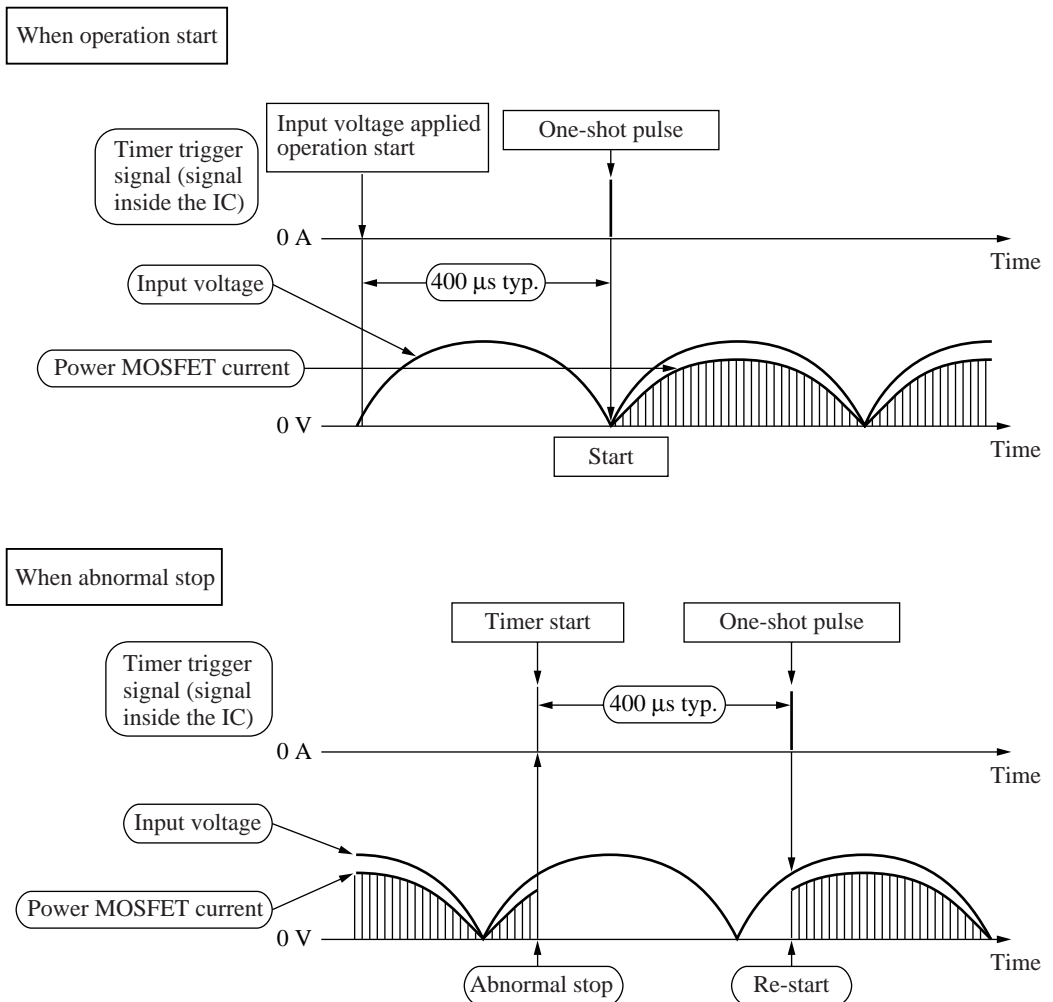 When operation start
Input voltage applied
operation start
One-shot pulse
Timer trigger
signal (signal
inside the IC)
0 A
Time
Input voltage
400 μs typ.
Power MOSFET current
0 V
Time
Start
When abnormal stop
Timer start
One-shot pulse
Timer trigger
signal (signal
inside the IC)
400 μs typ.
0 A
Time
Input voltage
Power MOSFET current
0 V
Time
Abnormal stop
Re-start